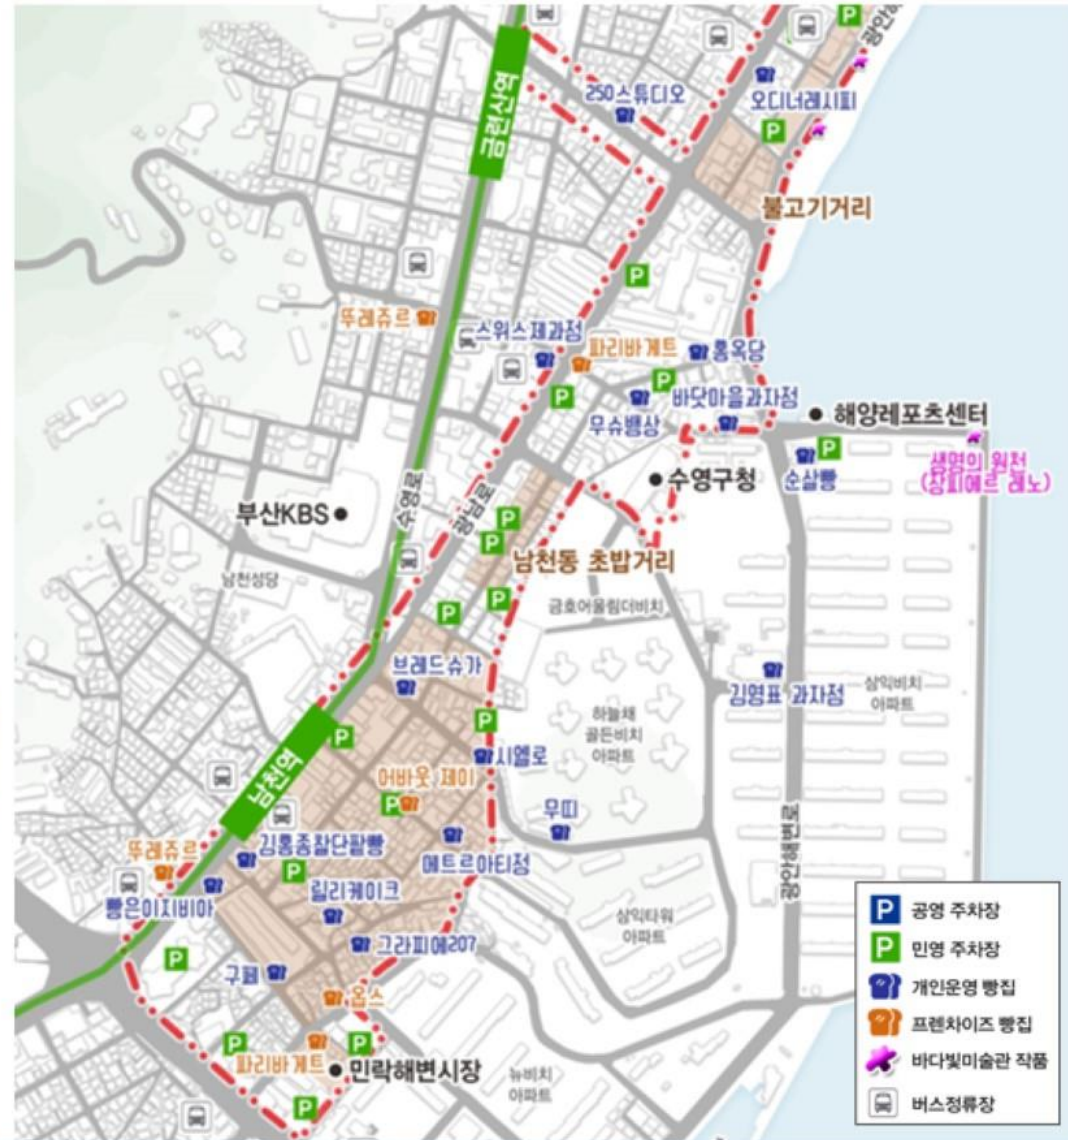 P
광안해
금련산역
250스튜디오
오디너레시피
P
불고기거리
P
뚜레쥬르
스위스제과점
파리바게트
홍옥당
P
P
무슈뱅상
바닷마을과자점
해양레포츠센터
P
순살빵
생명의 원천
(장피에르 레노)
수영구청
수영로
광남로
부산KBS
P
P
남천동 초밥거리
남천성당
P
P
금호어울림더비치
브레드슈가
김영표 과자점
삼익비치
아파트
하늘채
골든비치
아파트
P
P
시엘로
남천역
어바웃 제이
P
무띠
메트르아티정
김홍종찰단팥빵
뚜레쥬르
P
빵은이지비아
릴리케이크
그라피에207
광안해변로
삼익타워
아파트
P
구페
옵스
P
P
파리바게트
민락해변시장
뉴비치
아파트
P
P 공영 주차장
P 민영 주차장
개인운영 빵집
프렌차이즈 빵집
바다빛미술관 작품
버스정류장